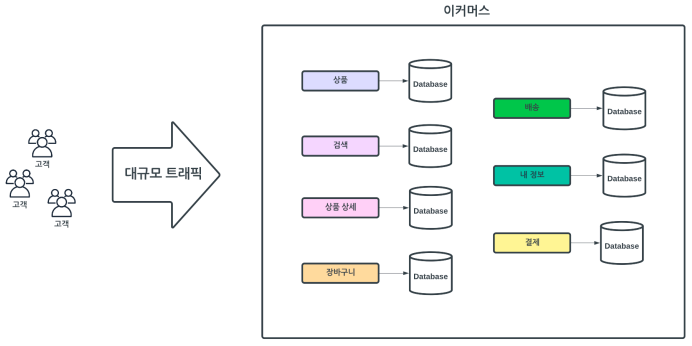 이커머스
상품
Database
검색
Database
상품 상세
Database
장바구니
Database
배송
Database
내 정보
Database
결제
Database
대규모 트래픽
고객
고객
고객